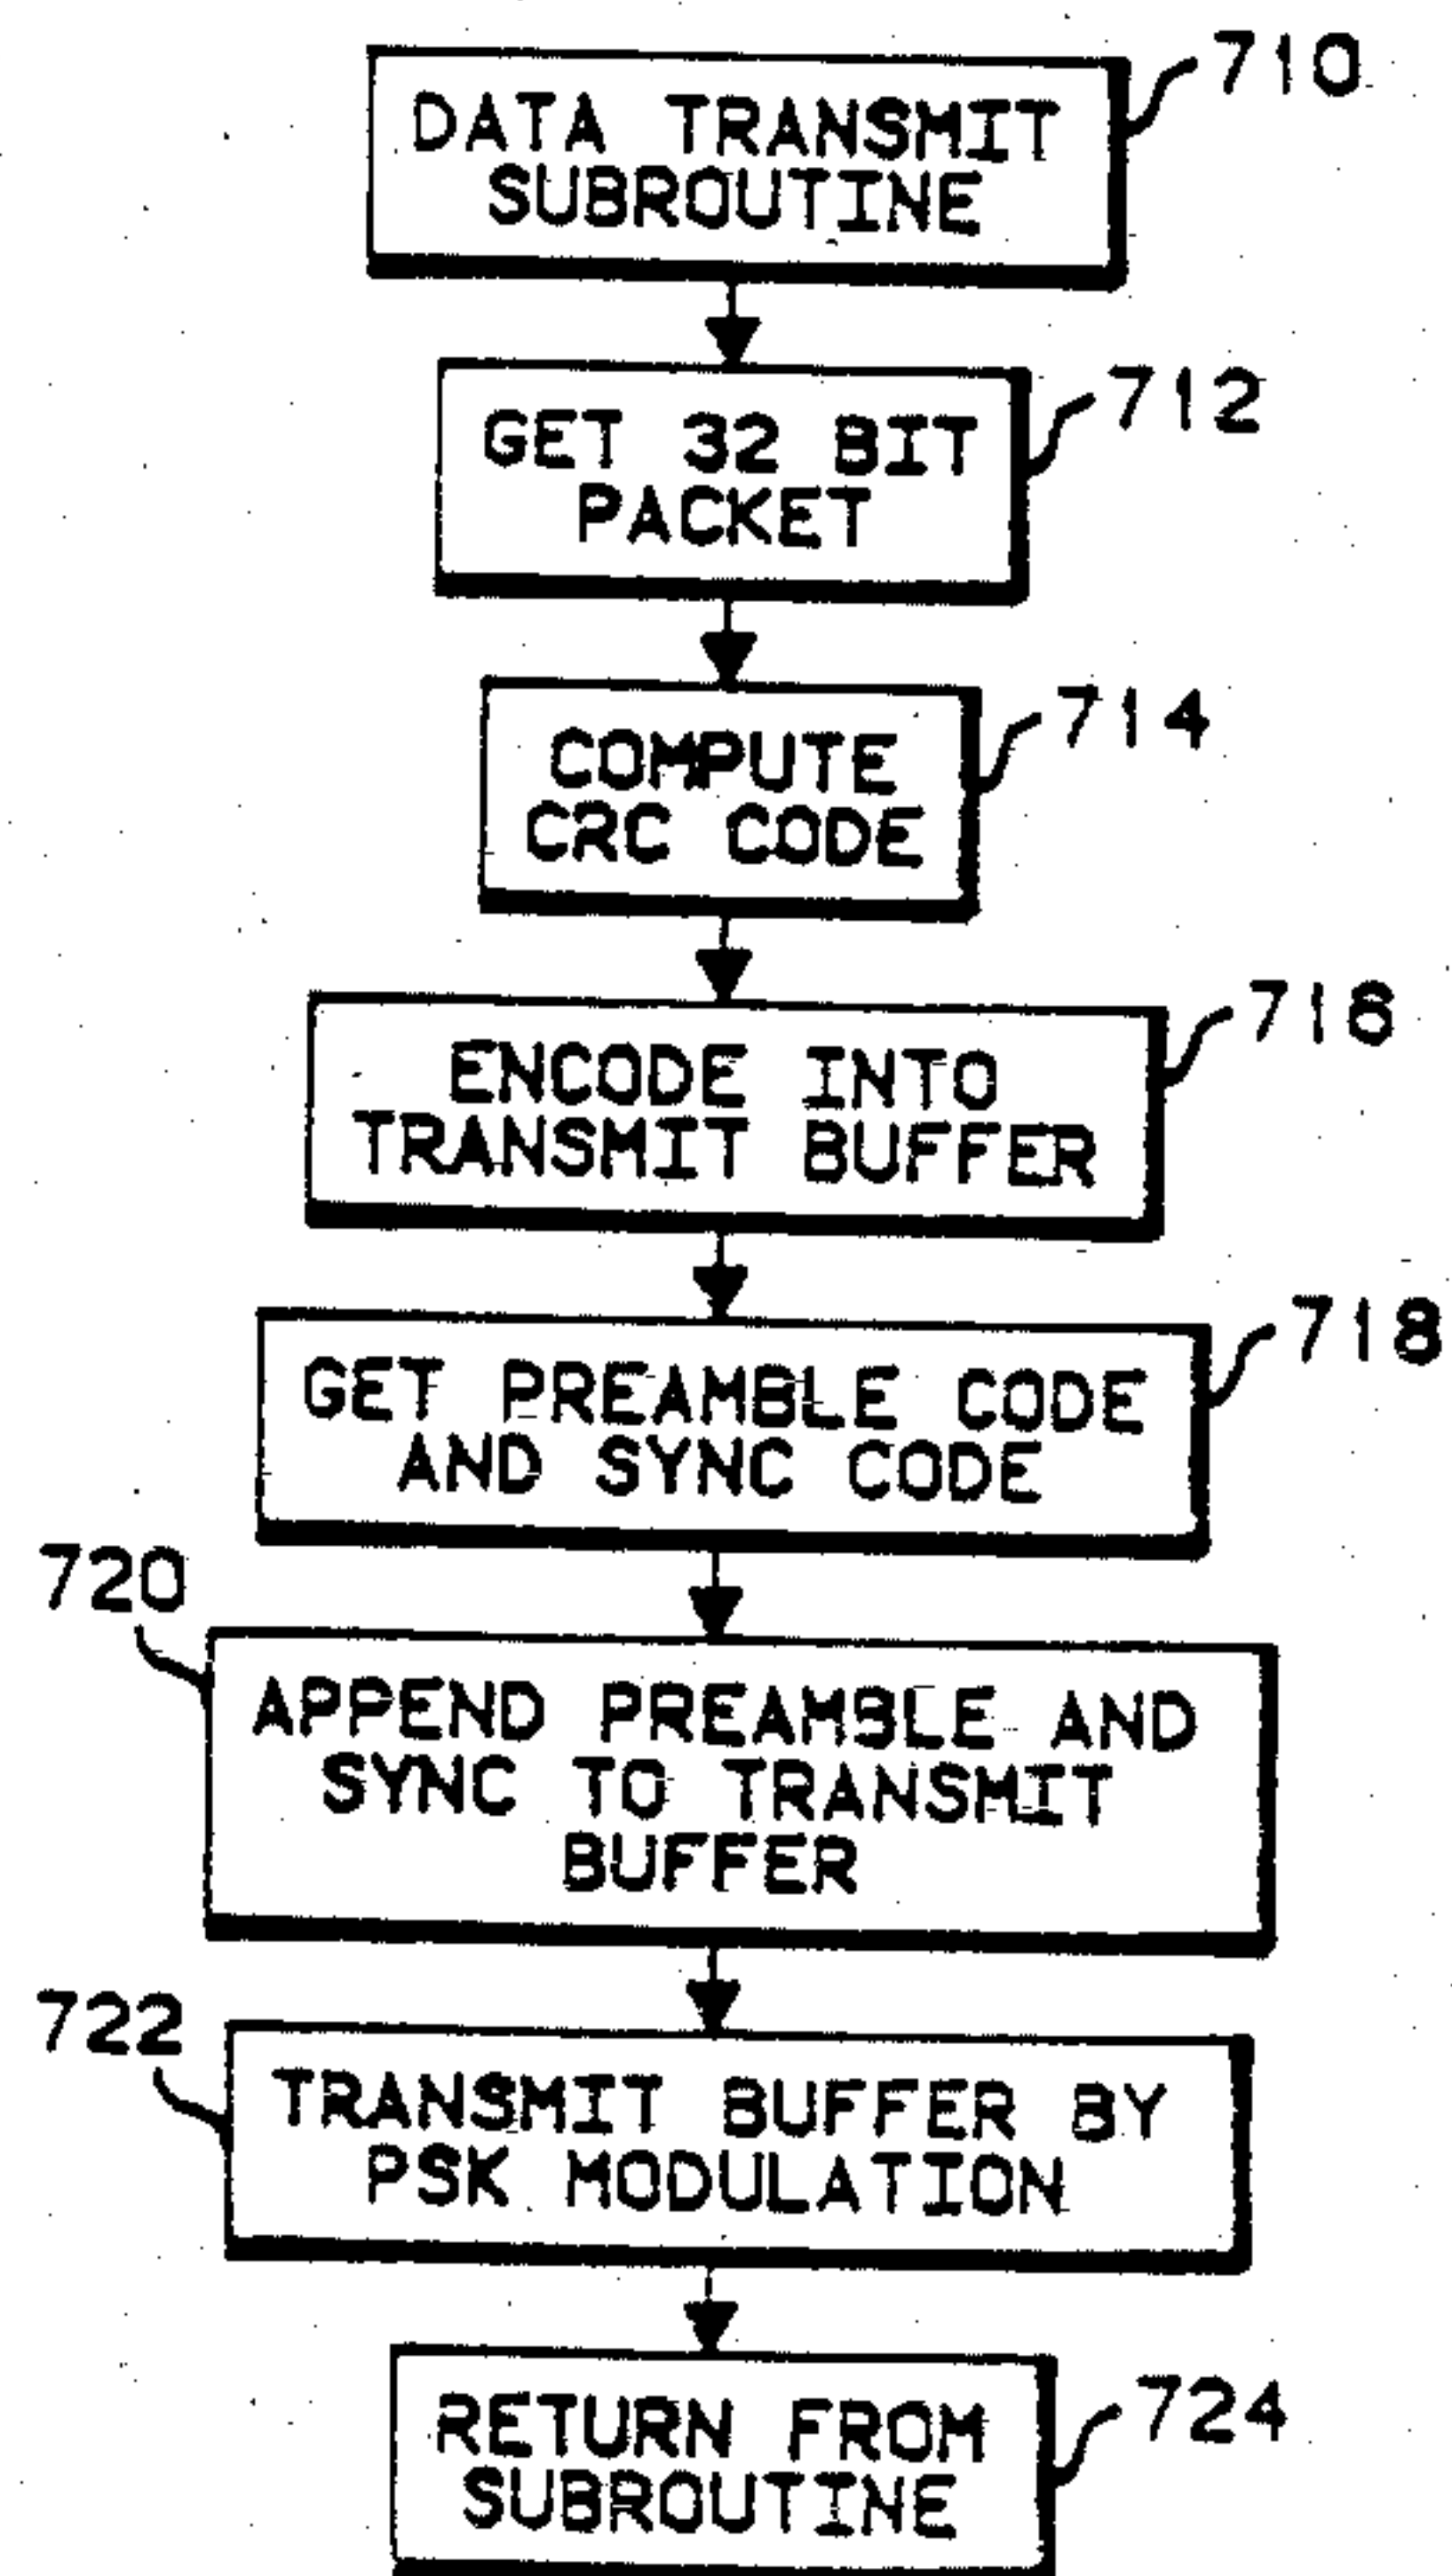 710
DATA TRANSMIT
SUBROUTINE
712
GET 32 BIT
PACKET
714
COMPUTE
CRC CODE
716
ENCODE INTO
TRANSMIT BUFFER
718
GET PREAMBLE CODE
AND SYNC CODE
720
APPEND PREAMBLE AND
SYNC TO TRANSMIT
BUFFER
722
TRANSMIT BUFFER BY
PSK MODULATION
724
RETURN FROM
SUBROUTINE